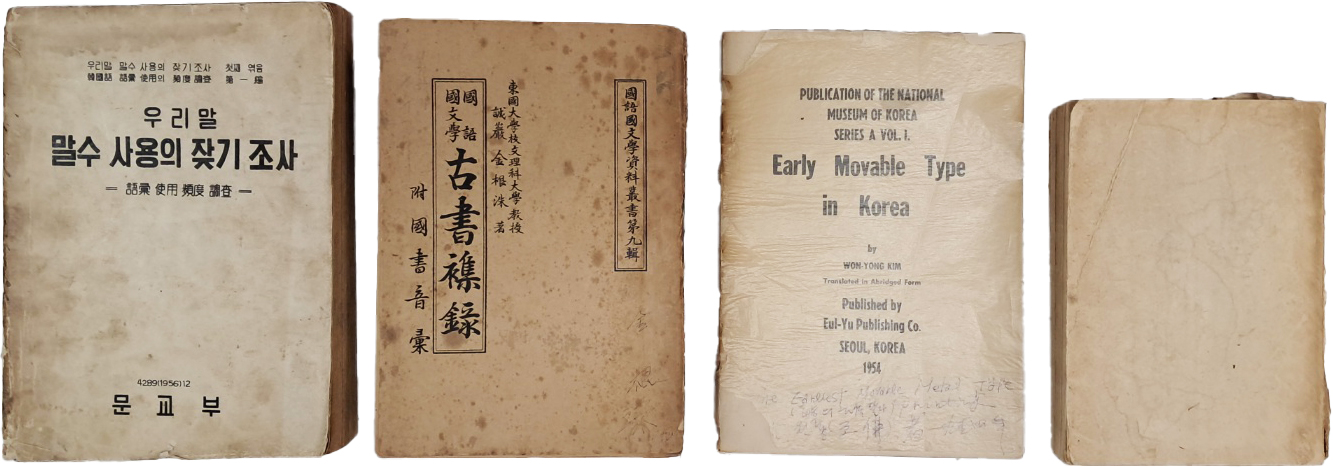 우리말 말수 사용의 잦기 조사 첫째 엮음
韓國語 語彙 使用의 頻度 調査 第一編
우리말
말수 사용의 잦기 조사
— 語彙 使用 頻度 調査 —
4289(1956)12
문교부
國語國文學資料叢書第九輯
東國大學校文理科大學敎授
誠巖 金根洙 著
國語
國文學
古書襍錄
附國書音彙
PUBLICATION OF THE NATIONAL
MUSEUM OF KOREA
SERIES A VOL. 1.
Early Movable Type
in Korea
by
WON-YONG KIM
Translated in Abridged Form
Published by
Eul-Yu Publishing Co.
SEOUL, KOREA
1954